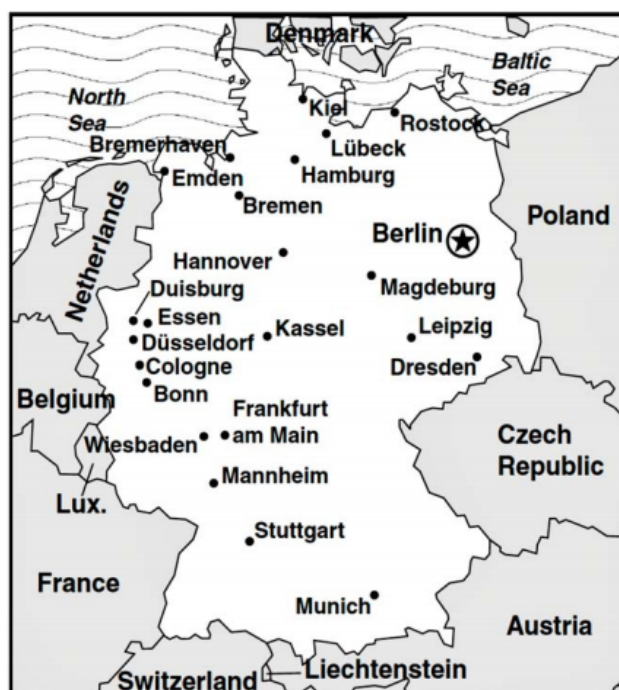 Denmark
Baltic
Sea
North
Sea
Kiel
Rostock
Bremerhaven
Lübeck
Emden
Hamburg
Bremen
Netherlands
Poland
Berlin
Hannover
Duisburg
Magdeburg
Essen
Kassel
Leipzig
Düsseldorf
Cologne
Dresden
Bonn
Belgium
Frankfurt
am Main
Wiesbaden
Czech
Republic
Mannheim
Lux.
Stuttgart
France
Munich
Austria
Liechtenstein
Switzerland